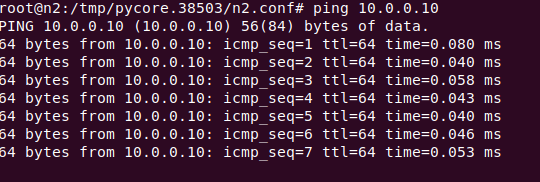 root@n2:/tmp/pycore.38503/n2.conf# ping 10.0.0.10
PING 10.0.0.10 (10.0.0.10) 56(84) bytes of data.
64 bytes from 10.0.0.10: icmp_seq=1 ttl=64 time=0.080 ms
64 bytes from 10.0.0.10: icmp_seq=2 ttl=64 time=0.040 ms
64 bytes from 10.0.0.10: icmp_seq=3 ttl=64 time=0.058 ms
64 bytes from 10.0.0.10: icmp_seq=4 ttl=64 time=0.043 ms
64 bytes from 10.0.0.10: icmp_seq=5 ttl=64 time=0.040 ms
64 bytes from 10.0.0.10: icmp_seq=6 ttl=64 time=0.046 ms
64 bytes from 10.0.0.10: icmp_seq=7 ttl=64 time=0.053 ms